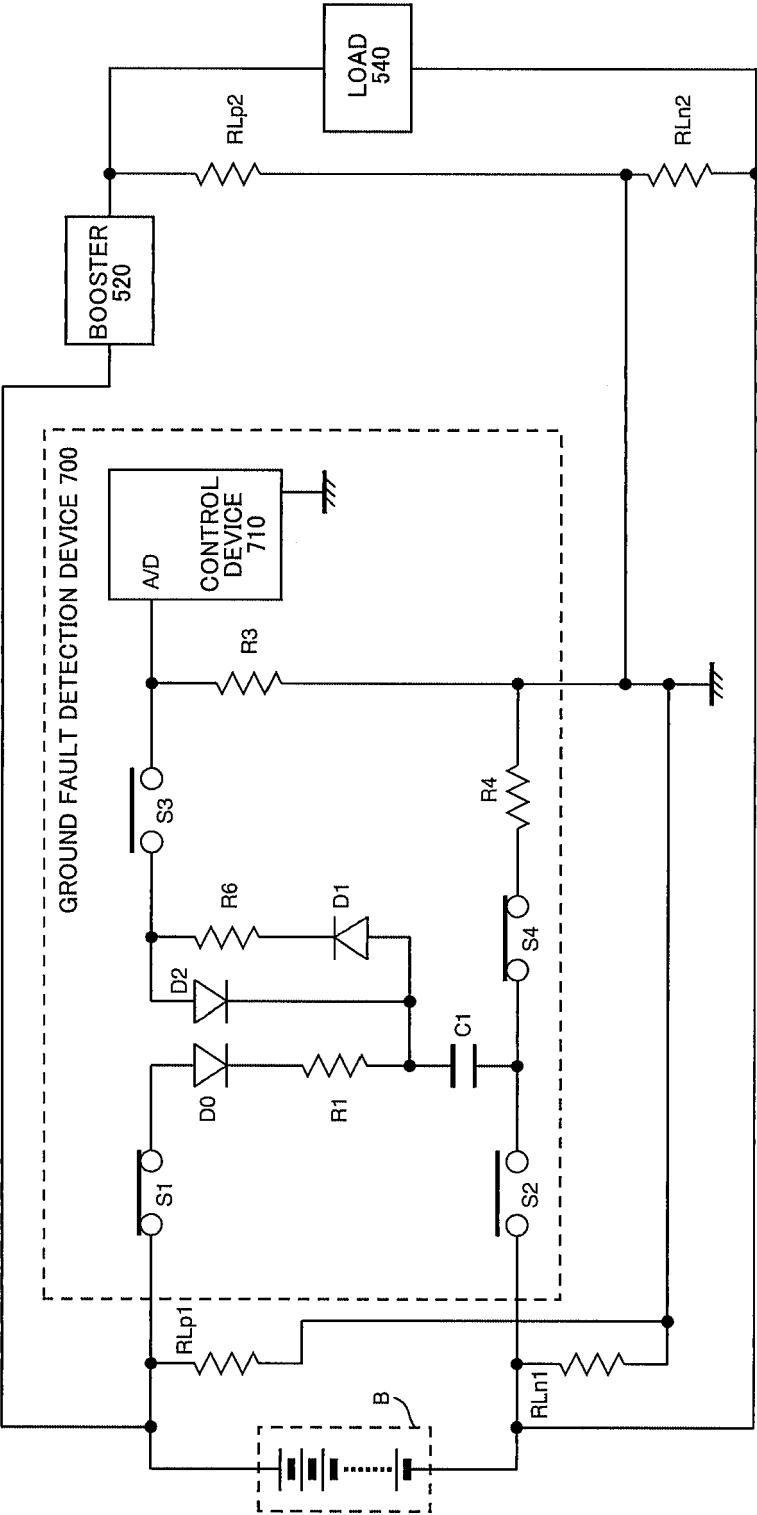 BOOSTER
520
RLp2
LOAD
540
RLn2
GROUND FAULT DETECTION DEVICE 700
A/D
CONTROL
DEVICE
710
R3
S3
R6
D1
D2
R4
S4
D0
R1
C1
S1
S2
RLp1
RLn1
B